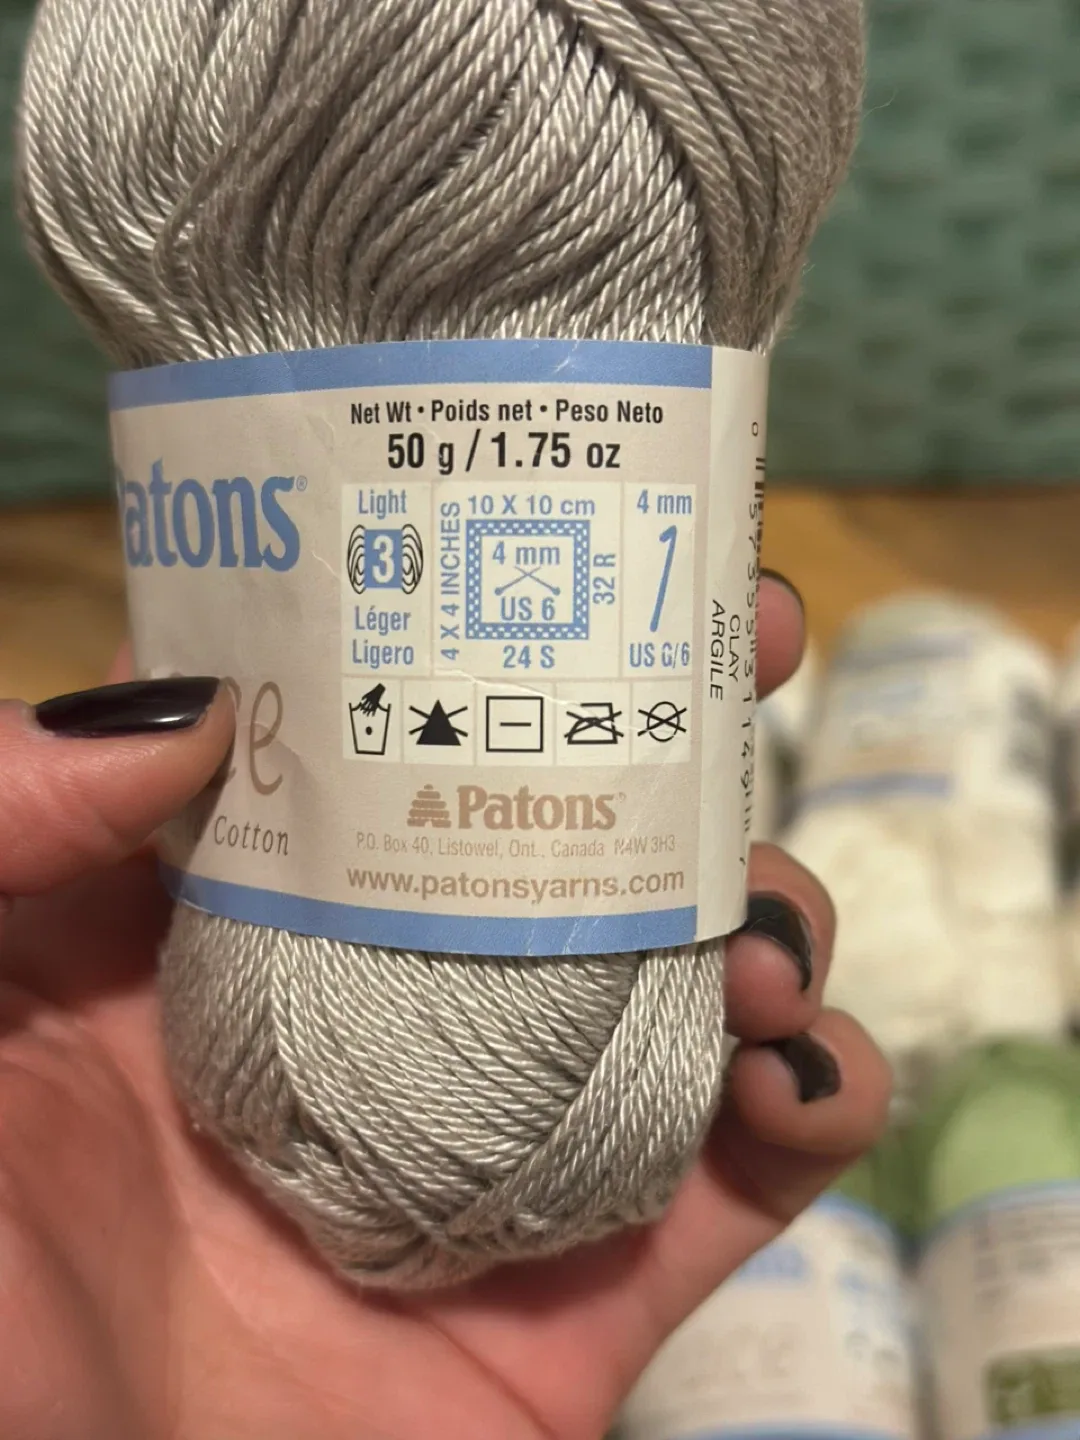 Patons®
Cotton
Net Wt • Poids net • Peso Neto
50 g / 1.75 oz
Light
3
Léger
Ligero
4 X 4 INCHES
10 X 10 cm
4 mm
US 6
32 R
24 S
4 mm
US G/6
Patons®
P.O. Box 40, Listowel, Ont., Canada N4W 3H3
www.patonsyarns.com
CLAY
ARGILE